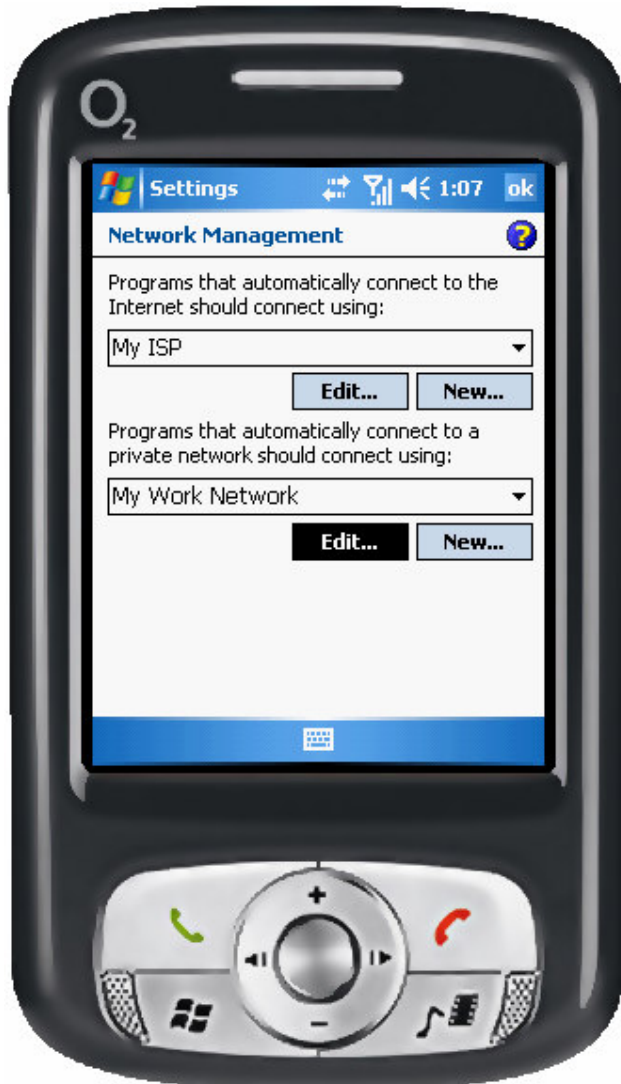 O2
Settings 1:07 ok
Network Management ?
Programs that automatically connect to the
Internet should connect using:
My ISP
Edit... New...
Programs that automatically connect to a
private network should connect using:
My Work Network
Edit... New...